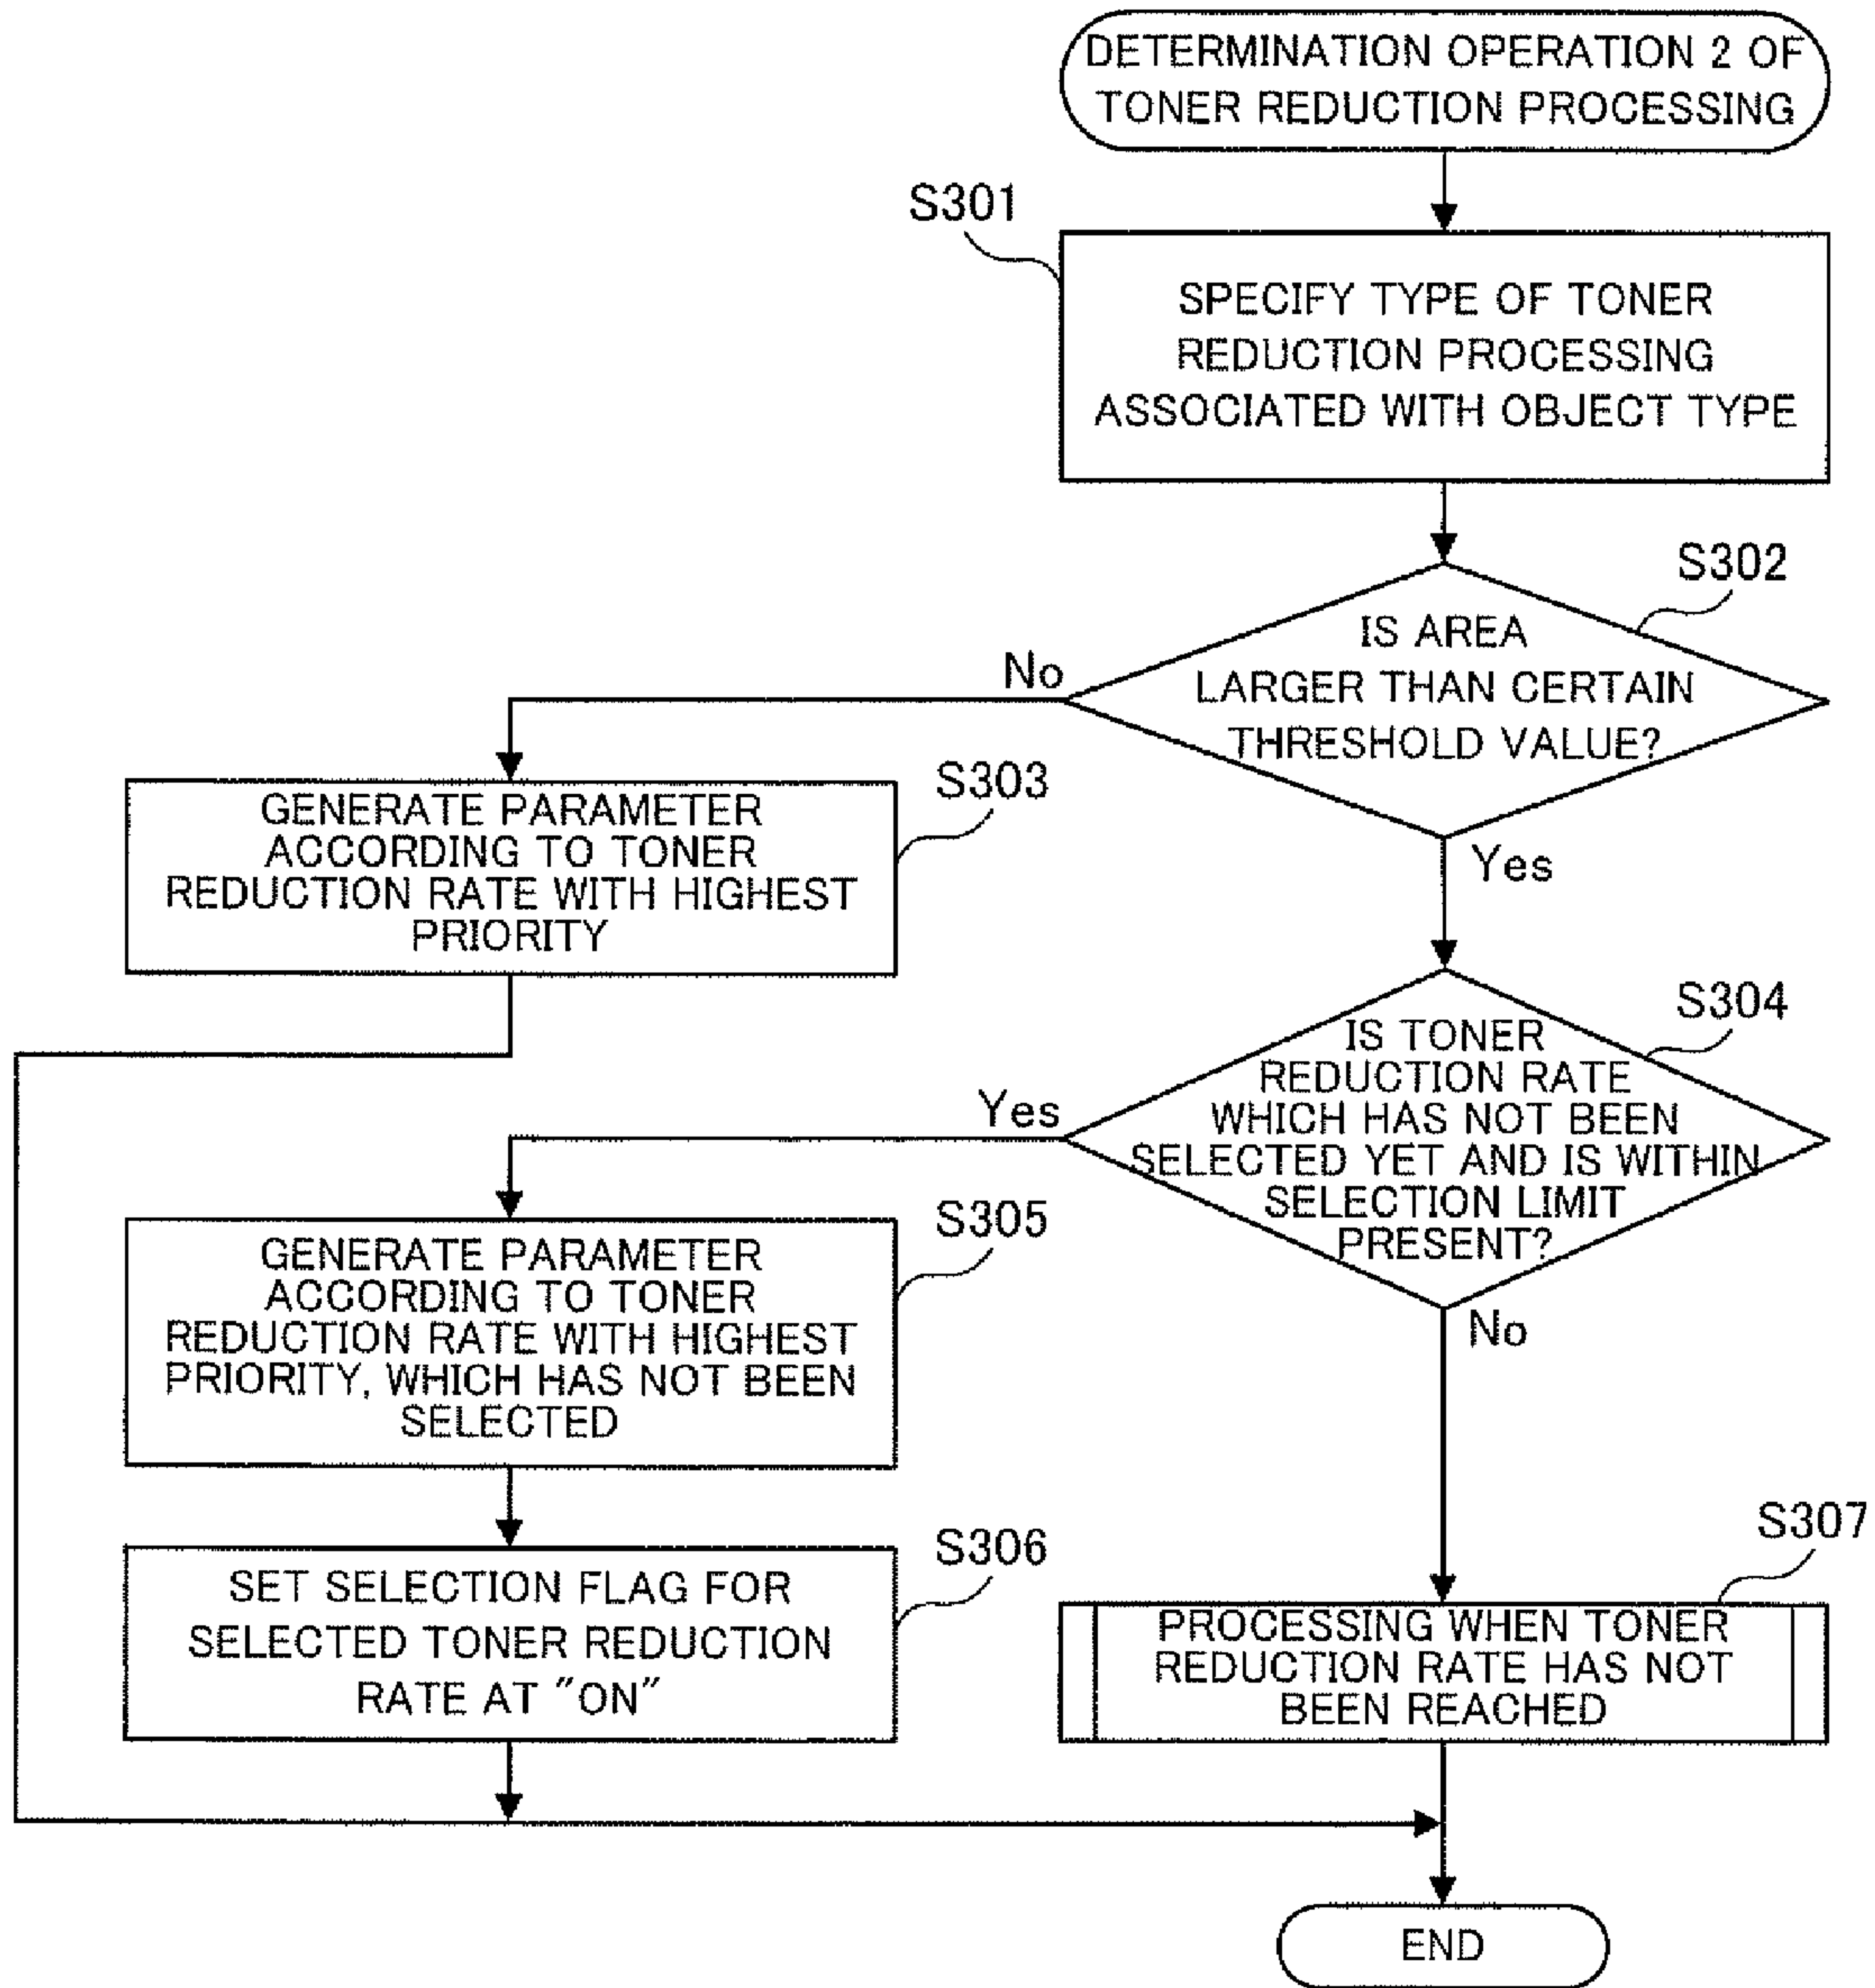 DETERMINATION OPERATION 2 OF
TONER REDUCTION PROCESSING
S301
SPECIFY TYPE OF TONER
REDUCTION PROCESSING
ASSOCIATED WITH OBJECT TYPE
S302
IS AREA
LARGER THAN CERTAIN
THRESHOLD VALUE?
No
Yes
S303
GENERATE PARAMETER
ACCORDING TO TONER
REDUCTION RATE WITH HIGHEST
PRIORITY
S304
IS TONER
REDUCTION RATE
WHICH HAS NOT BEEN
SELECTED YET AND IS WITHIN
SELECTION LIMIT
PRESENT?
Yes
No
S305
GENERATE PARAMETER
ACCORDING TO TONER
REDUCTION RATE WITH HIGHEST
PRIORITY, WHICH HAS NOT BEEN
SELECTED
S306
SET SELECTION FLAG FOR
SELECTED TONER REDUCTION
RATE AT "ON"
S307
PROCESSING WHEN TONER
REDUCTION RATE HAS NOT
BEEN REACHED
END